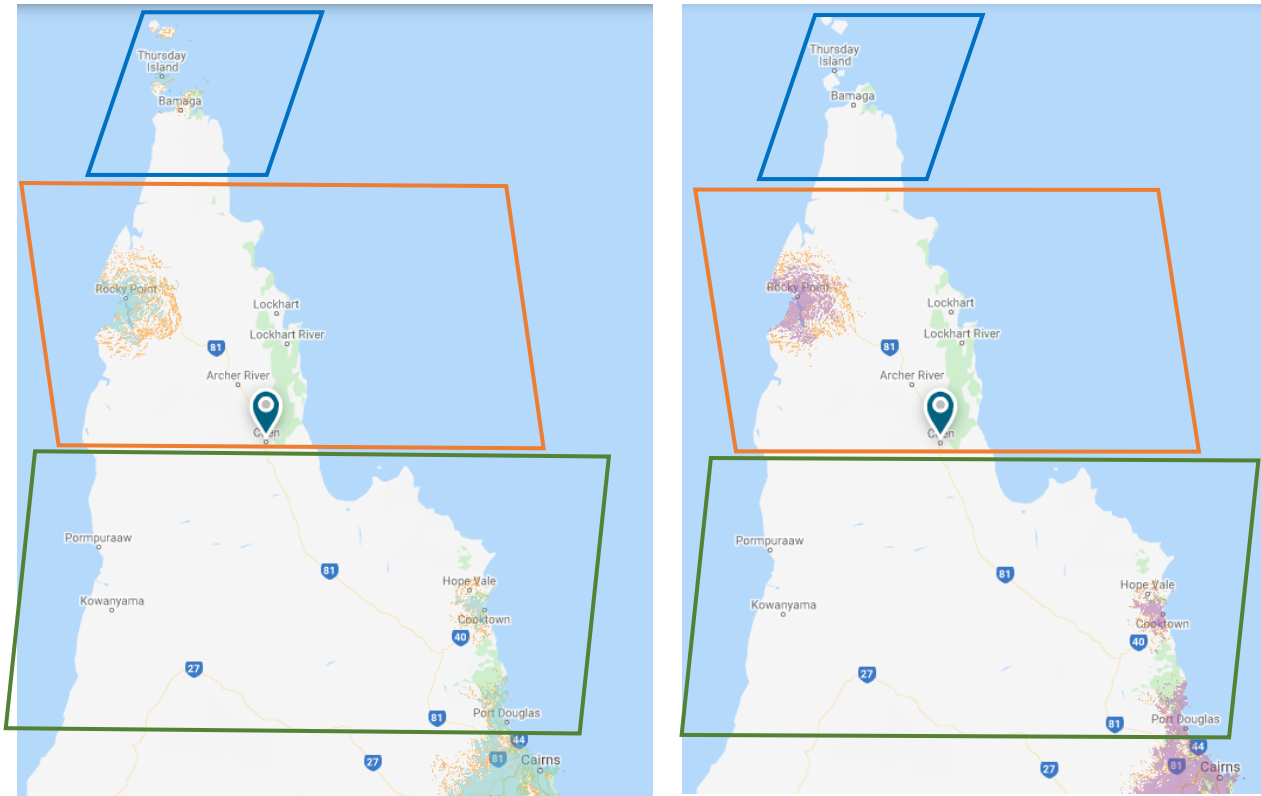 Thursday
Island
Bamaga
Rocky Point
Lockhart
Lockhart River
81
Archer River
Coen
Pormpuraaw
81
Hope Vale
Kowanyama
Cooktown
40
27
Port Douglas
81
44
81
Cairns
27
Thursday
Island
Bamaga
Rocky Point
Lockhart
Lockhart River
81
Archer River
Coen
Pormpuraaw
81
Hope Vale
Kowanyama
Cooktown
40
27
Port Douglas
81
44
81
Cairns
27